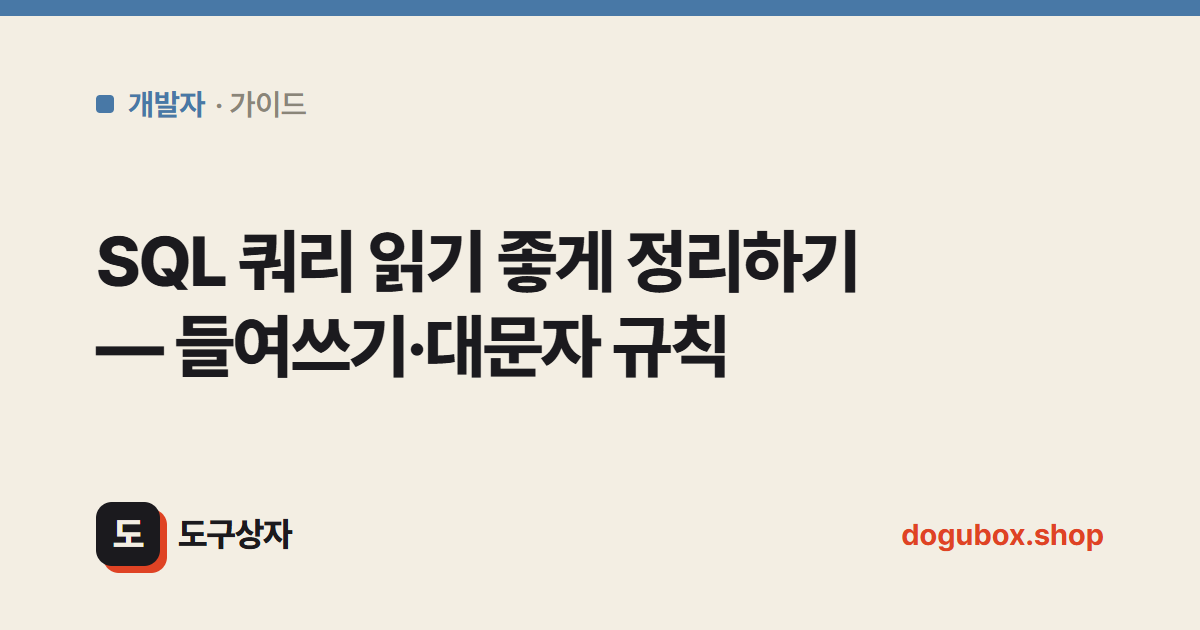 개발자 · 가이드
SQL 쿼리 읽기 좋게 정리하기
— 들여쓰기·대문자 규칙
도 도구상자
dogubox.shop